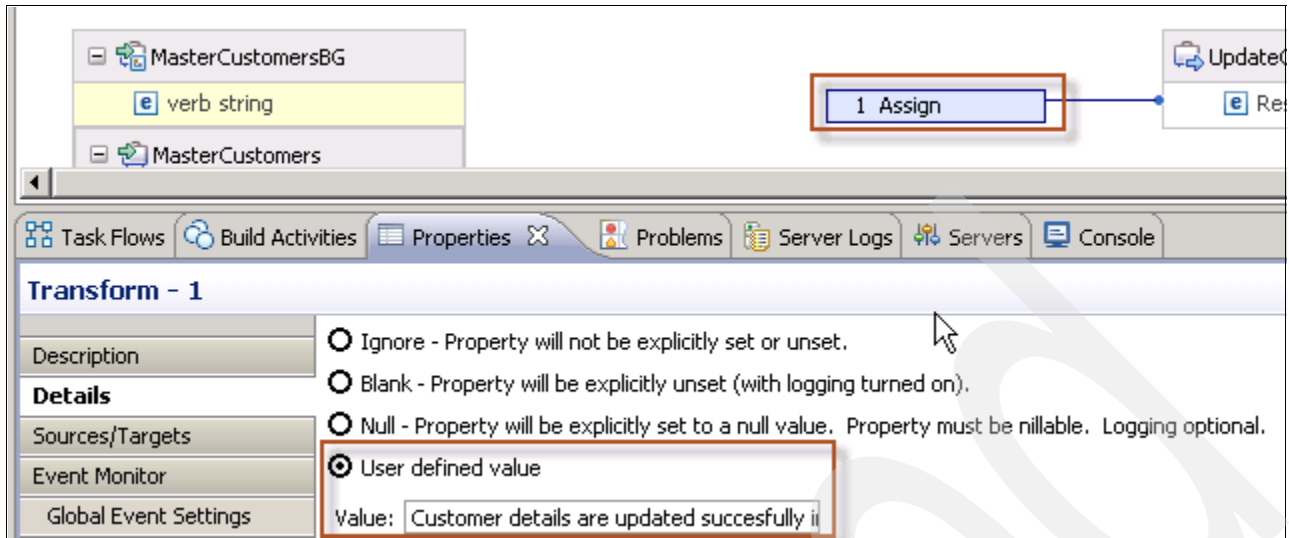 MasterCustomersBG
verb string
MasterCustomers
1 Assign
Task Flows Build Activities Properties Problems Server Logs Servers Console
Transform - 1
Description
Details
Sources/Targets
Event Monitor
Global Event Settings
Ignore - Property will not be explicitly set or unset.
Blank - Property will be explicitly unset (with logging turned on).
Null - Property will be explicitly set to a null value. Property must be nillable. Logging optional.
User defined value
Value: Customer details are updated succesfully